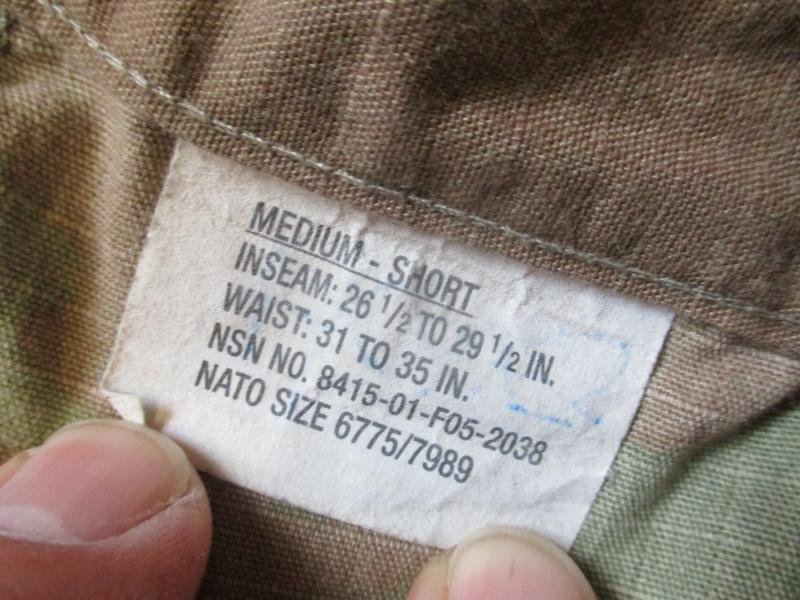 MEDIUM - SHORT
INSEAM: 26 1/2 TO 29 1/2 IN.
WAIST: 31 TO 35 IN.
NSN NO. 8415-01-F05-2038
NATO SIZE 6775/7989